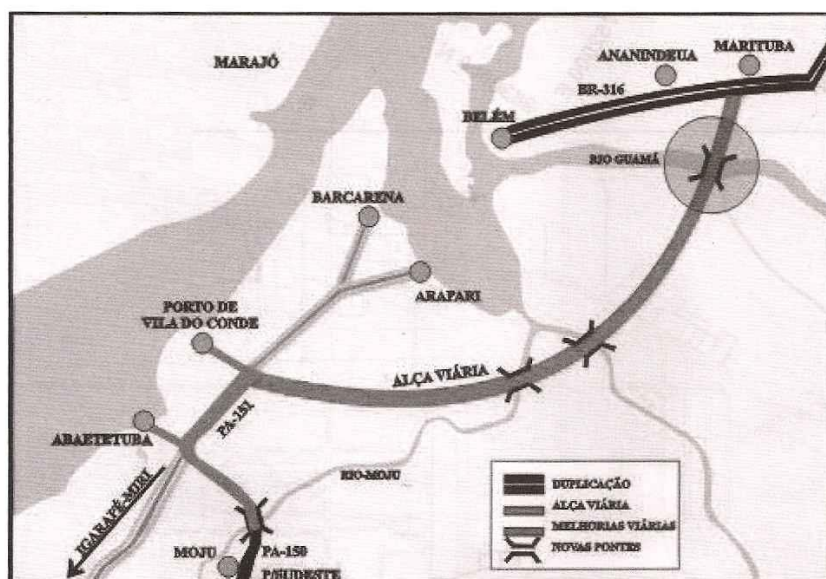 MARAJÓ
ANANINDEUA
MARITUBA
BR-316
BELÉM
RIO GUAMÁ
BARCARENA
ARAPARI
PORTO DE
VILA DO CONDE
ALÇA VIÁRIA
PA-151
ABAETETUBA
RIO-MOJU
IGARAPÉ-MIRI
MOJU
PA-150
P/SUDESTE
DUPLICAÇÃO
ALÇA VIÁRIA
MELHORIAS VIÁRIAS
NOVAS PONTES